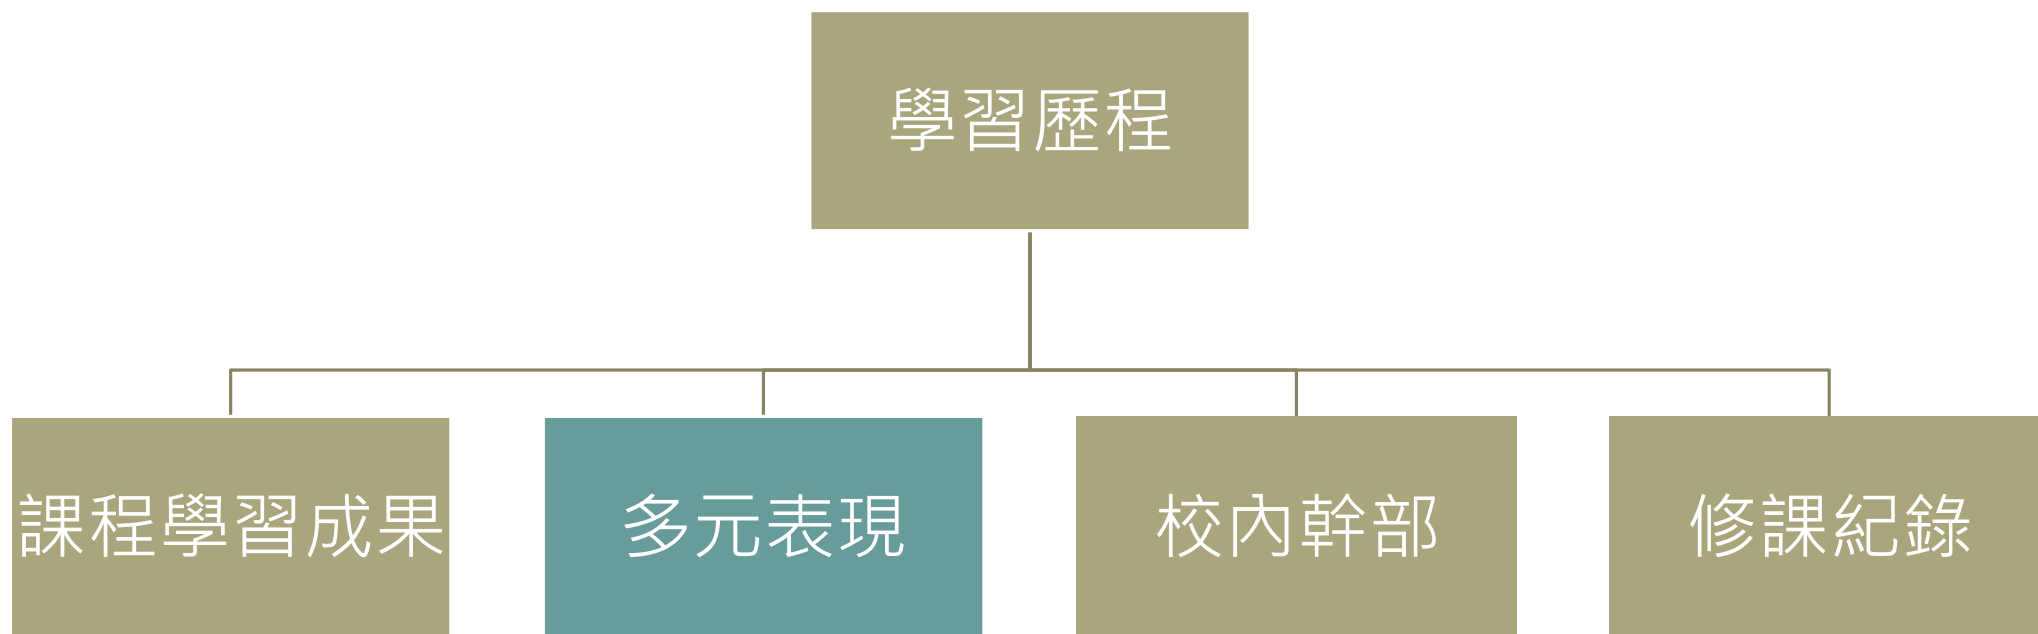 學習歷程
課程學習成果
多元表現
校內幹部
修課紀錄